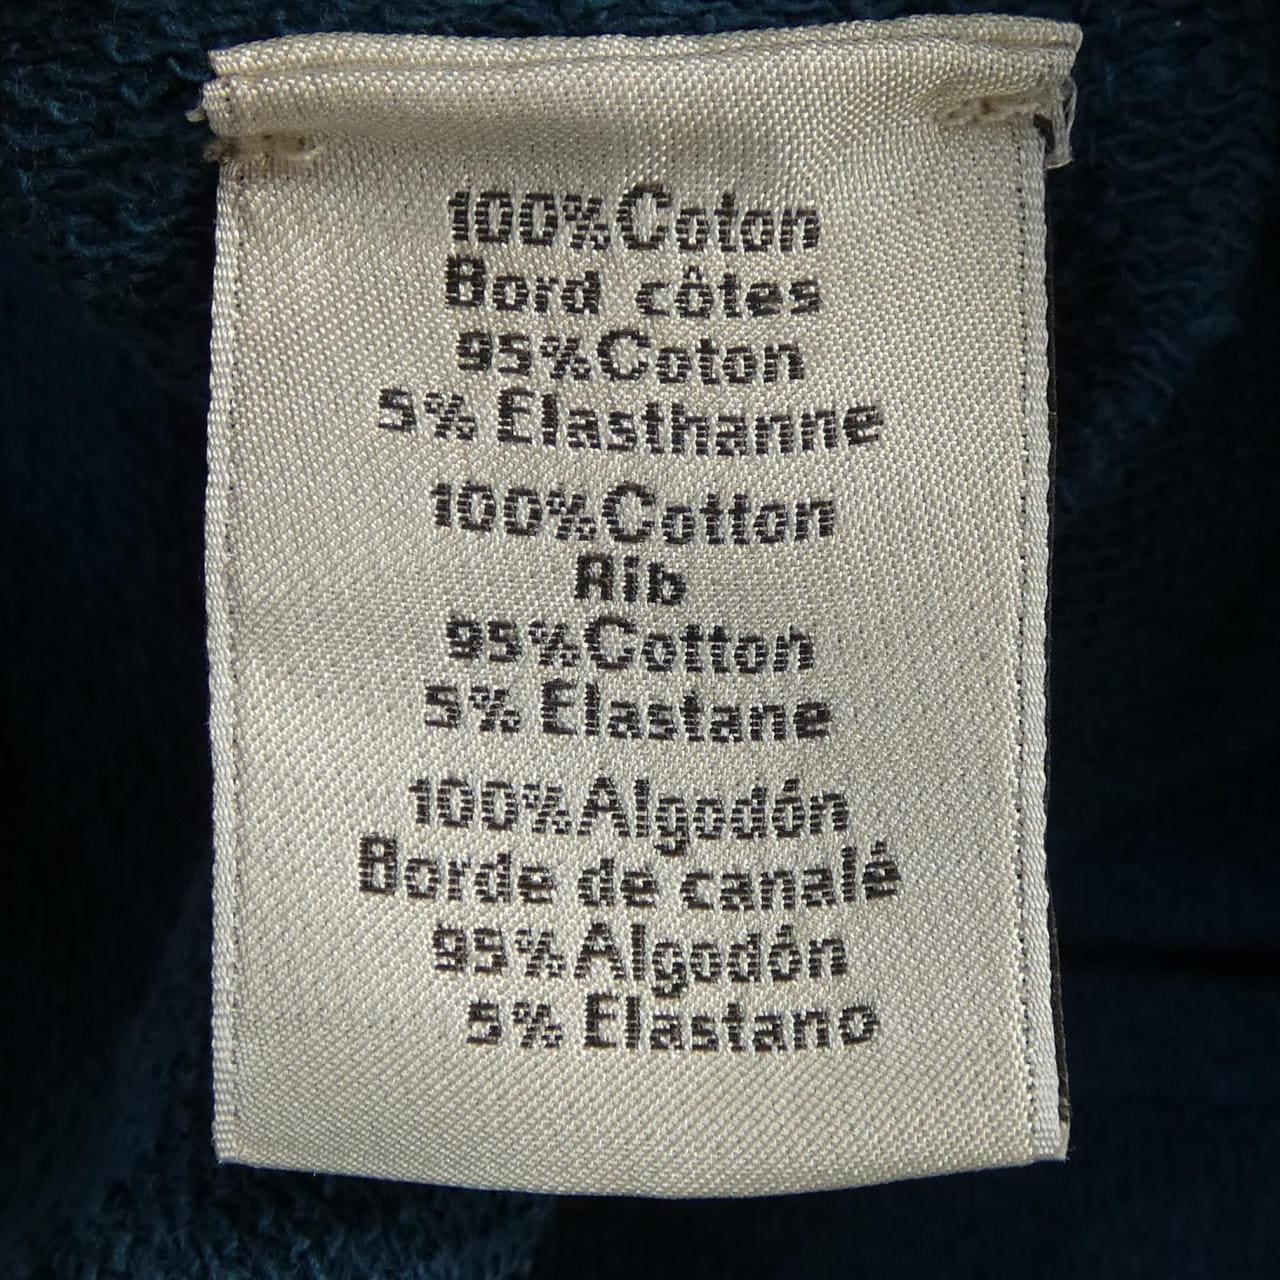 100%Coton
Bord côtes
95%Coton
5% Elasthanne
100%Cotton
Rib
95%Cotton
5% Elastane
100%Algodón
Borde de canalé
95%Algodón
5% Elastano